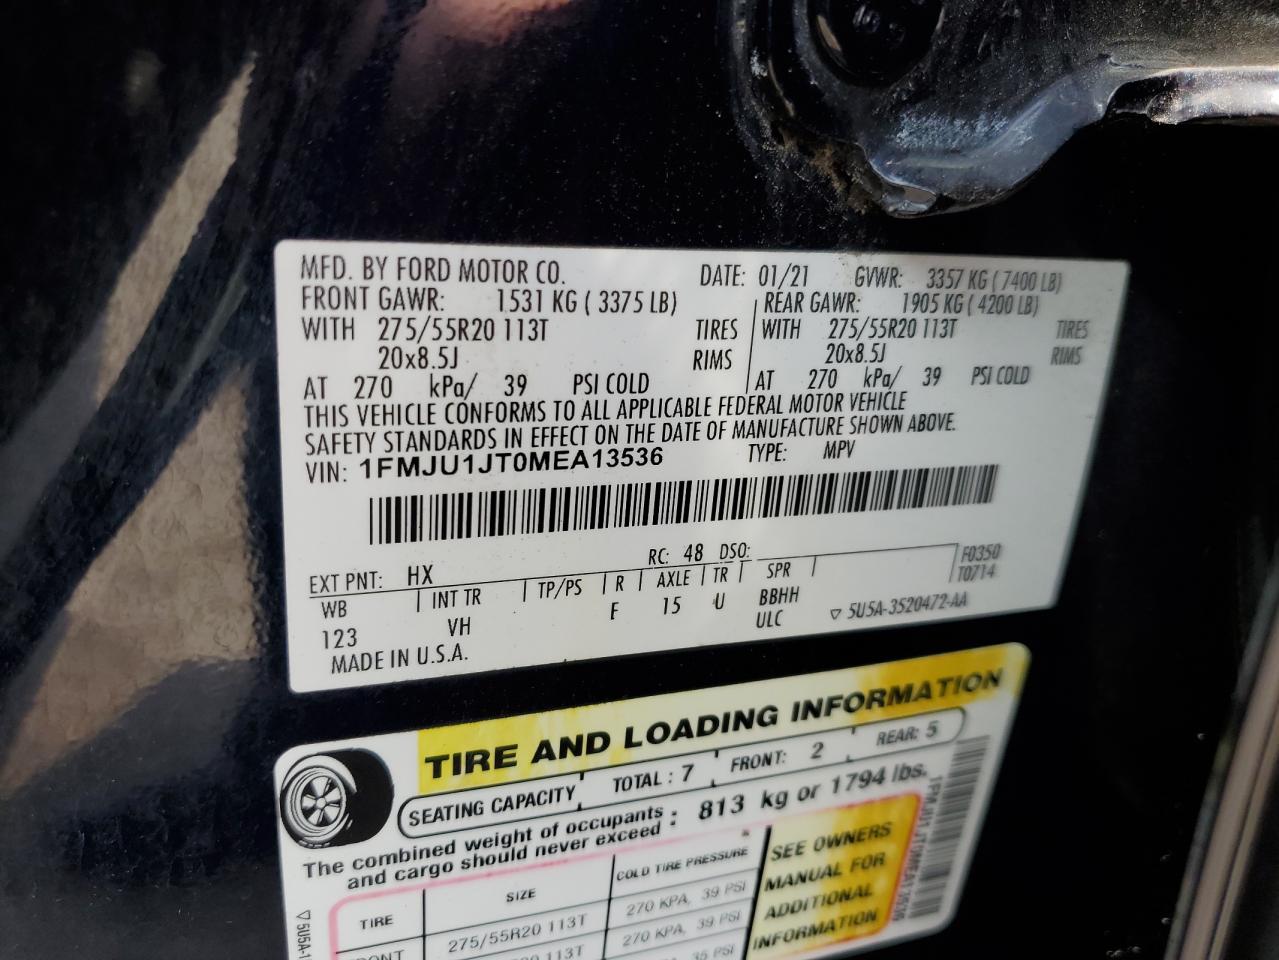 MFD. BY FORD MOTOR CO. DATE: 01/21 GVWR: 3357 KG ( 7400 LB)
FRONT GAWR: 1531 KG ( 3375 LB) REAR GAWR: 1905 KG ( 4200 LB)
WITH 275/55R20 113T TIRES WITH 275/55R20 113T TIRES
20x8.5J RIMS 20x8.5J RIMS
AT 270 kPa/ 39 PSI COLD AT 270 kPa/ 39 PSI COLD
THIS VEHICLE CONFORMS TO ALL APPLICABLE FEDERAL MOTOR VEHICLE
SAFETY STANDARDS IN EFFECT ON THE DATE OF MANUFACTURE SHOWN ABOVE.
VIN: 1FMJU1JT0MEA13536 TYPE: MPV
EXT PNT: HX RC: 48 DSO: F0350
WB INT TR TP/PS R AXLE TR SPR T0714
123 VH F 15 U BBHH
ULC ▽ 5U5A-3520472-AA
MADE IN U.S.A.
TIRE AND LOADING INFORMATION
SEATING CAPACITY TOTAL : 7 FRONT: 2 REAR: 5
The combined weight of occupants and cargo should never exceed : 813 kg or 1794 lbs.
TIRE SIZE COLD TIRE PRESSURE
275/55R20 113T 270 KPA, 39 PSI
113T 270 KPA, 39 PSI
35 PSI
SEE OWNERS
MANUAL FOR
ADDITIONAL
INFORMATION
1FMJU1JT0MEA13536
▽ 5U5A-